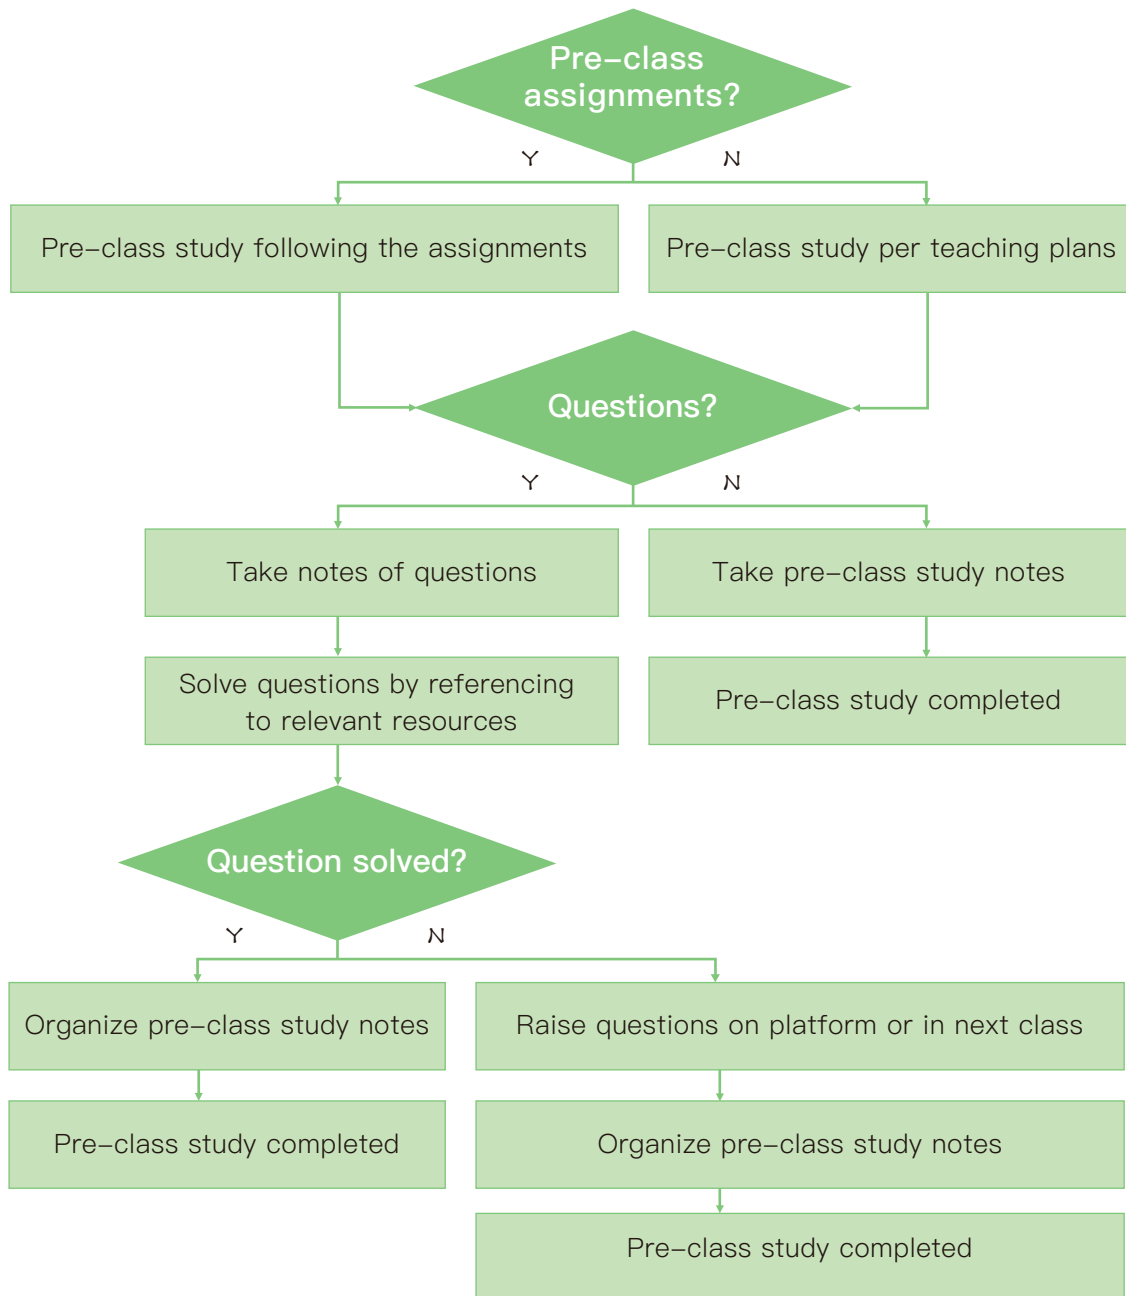 Pre-class
assignments?
Y
N
Pre-class study following the assignments
Pre-class study per teaching plans
Questions?
Y
N
Take notes of questions
Take pre-class study notes
Solve questions by referencing
to relevant resources
Pre-class study completed
Question solved?
Y
N
Organize pre-class study notes
Raise questions on platform or in next class
Pre-class study completed
Organize pre-class study notes
Pre-class study completed